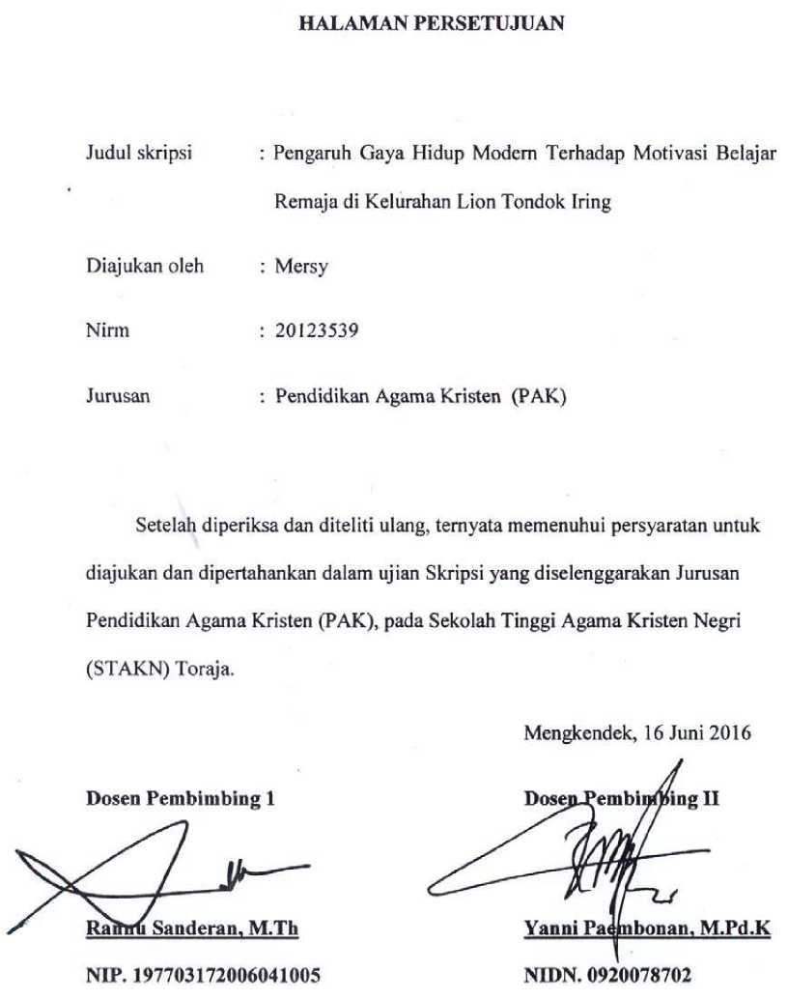 HALAMAN PERSETUJUAN
Judul skripsi : Pengaruh Gaya Hidup Modern Terhadap Motivasi Belajar
Remaja di Kelurahan Lion Tondok Iring
Diajukan oleh : Mersy
Nirm : 20123539
Jurusan : Pendidikan Agama Kristen (PAK)
Setelah diperiksa dan diteliti ulang, ternyata memenuhui persyaratan untuk
diajukan dan dipertahankan dalam ujian Skripsi yang diselenggarakan Jurusan
Pendidikan Agama Kristen (PAK), pada Sekolah Tinggi Agama Kristen Negri
(STAKN) Toraja.
Mengkendek, 16 Juni 2016
Dosen Pembimbing 1 Dosen Pembimbing II
Sanderan, M.Th Yanni Paembonan, M.Pd.K
NIP. 197703172006041005 NIDN. 0920078702